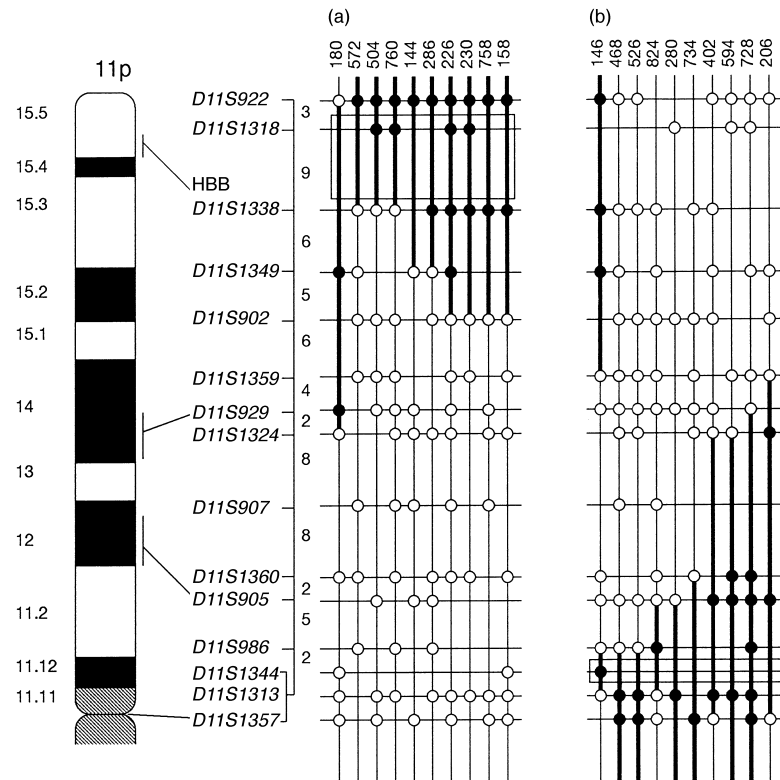 (a)
(b)
11p
180 572 504 760 144 286 226 230 758 158
146 468 526 824 280 734 402 594 728 206
15.5
15.4
15.3
15.2
15.1
14
13
12
11.2
11.12
11.11
HBB
D11S922
D11S1318
D11S1338
D11S1349
D11S902
D11S1359
D11S929
D11S1324
D11S907
D11S1360
D11S905
D11S986
D11S1344
D11S1313
D11S1357
3
9
6
5
6
4
2
8
8
2
5
2